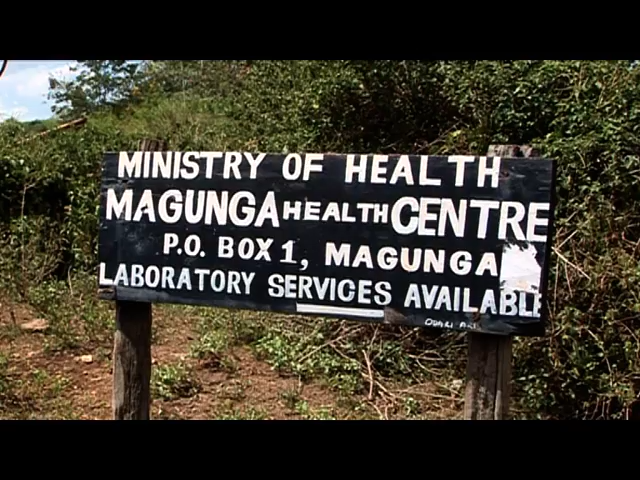 MINISTRY OF HEALTH
MAGUNGA HEALTH CENTRE
P.O. BOX 1, MAGUNGA
LABORATORY SERVICES AVAILABLE